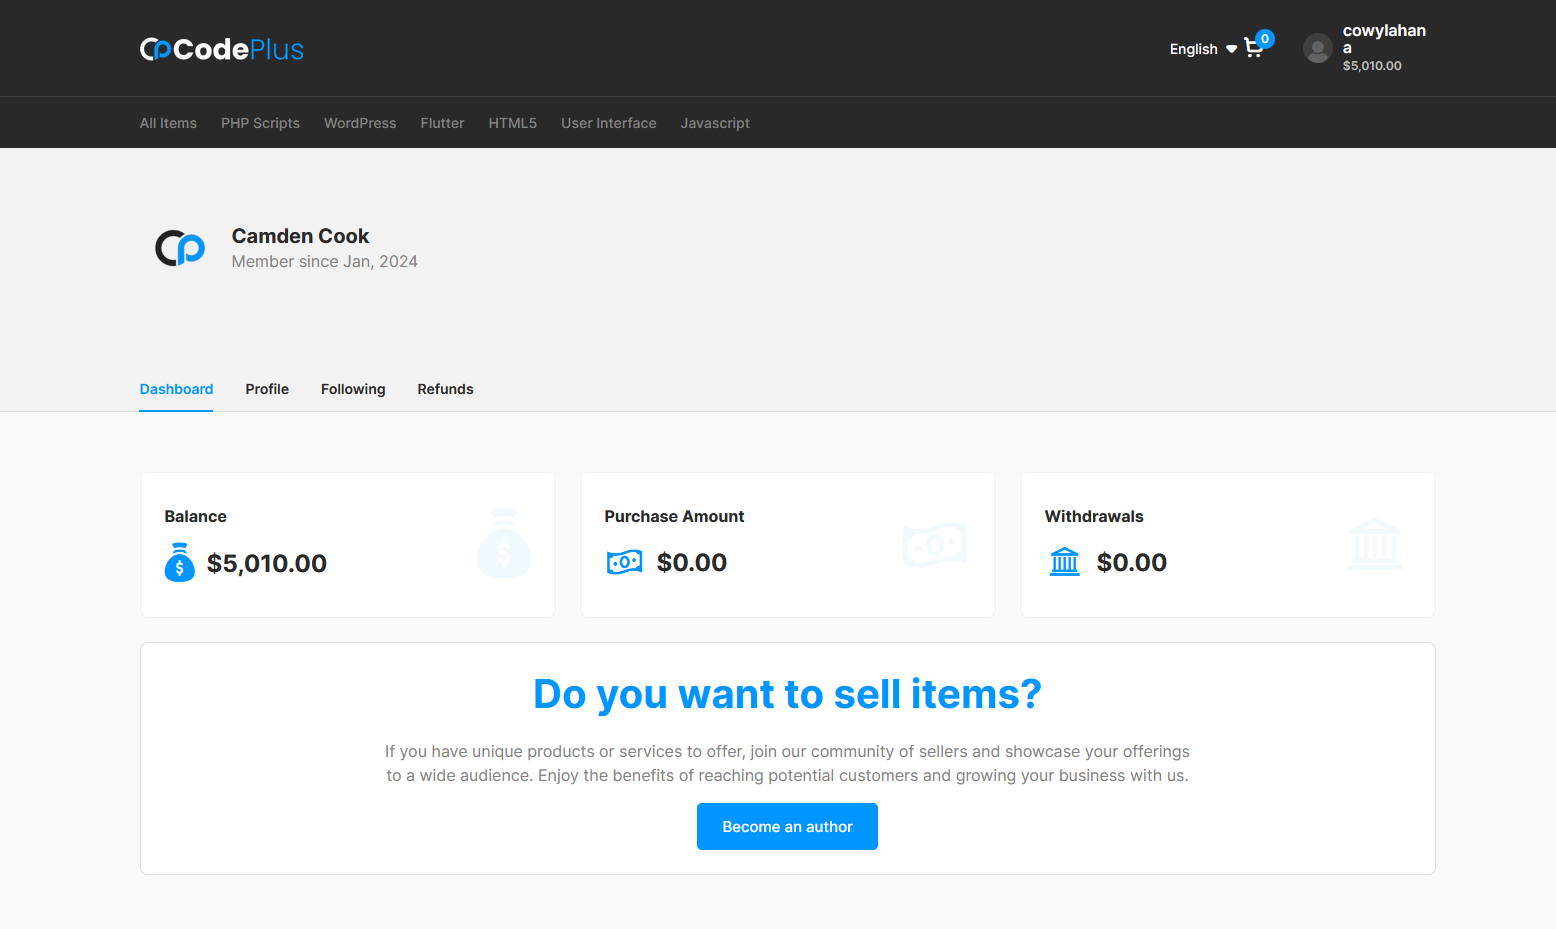 CodePlus
English
0
cowylahan
a
$5,010.00
All Items PHP Scripts WordPress Flutter HTML5 User Interface Javascript
Camden Cook
Member since Jan, 2024
Dashboard Profile Following Refunds
Balance
$5,010.00
Purchase Amount
$0.00
Withdrawals
$0.00
Do you want to sell items?
If you have unique products or services to offer, join our community of sellers and showcase your offerings
to a wide audience. Enjoy the benefits of reaching potential customers and growing your business with us.
Become an author